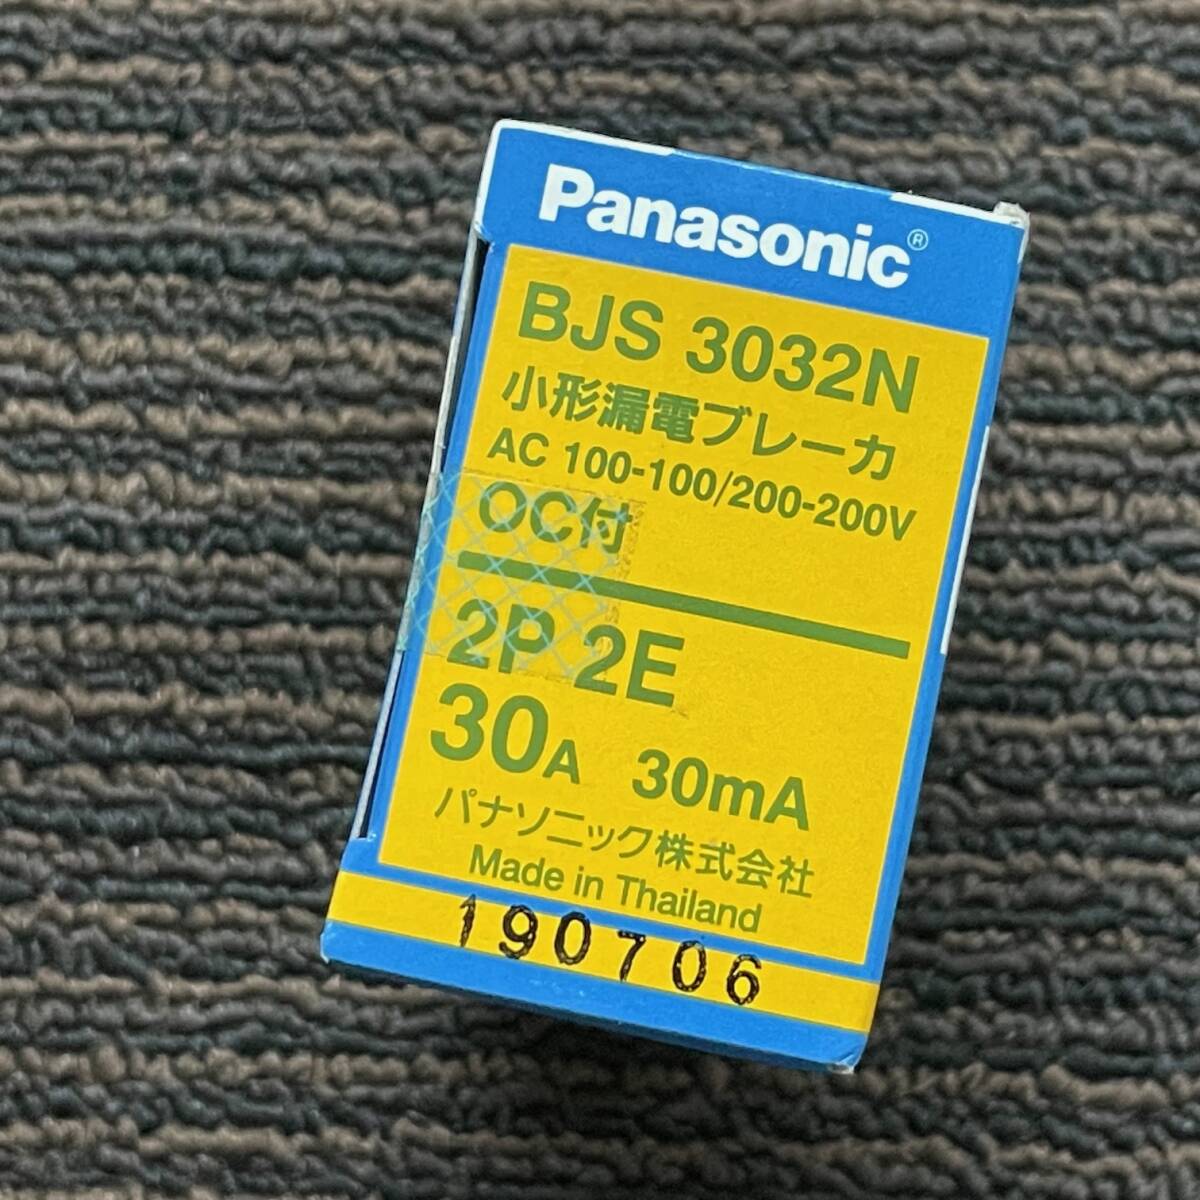 Panasonic®
BJS 3032N
小形漏電ブレーカ
AC 100-100/200-200V
OC付
2P 2E
30A 30mA
パナソニック株式会社
Made in Thailand
190706